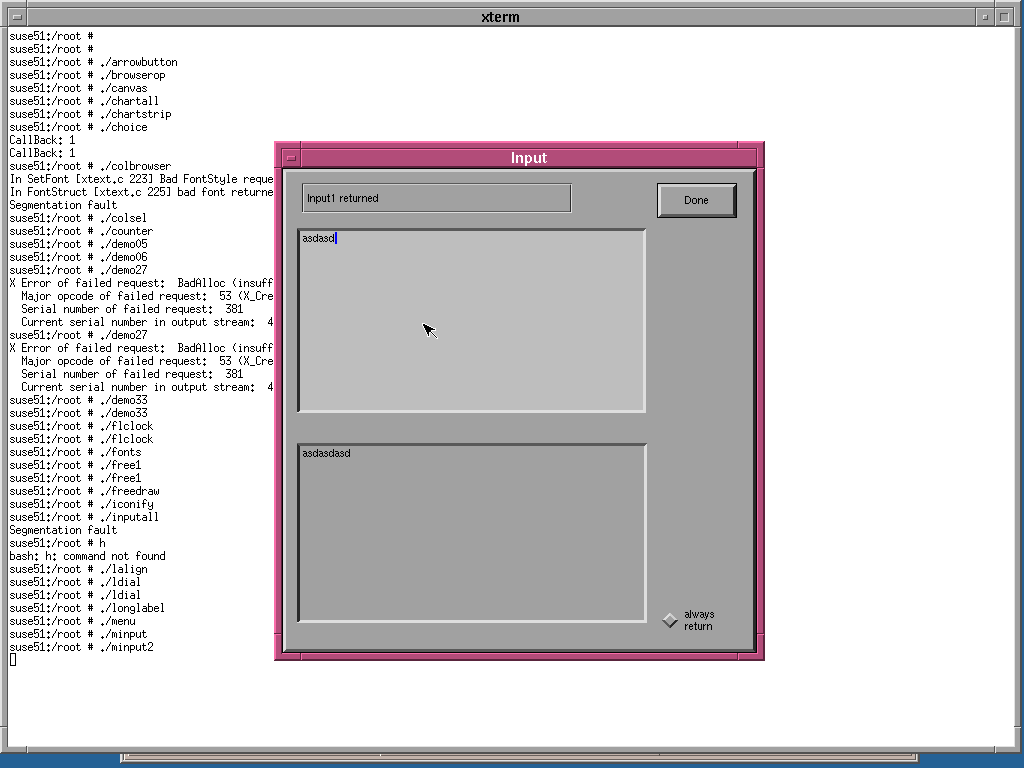 xterm
suse51:/root #
suse51:/root #
suse51:/root # ./arrowbutton
suse51:/root # ./browserop
suse51:/root # ./canvas
suse51:/root # ./chartall
suse51:/root # ./chartstrip
suse51:/root # ./choice
CallBack: 1
CallBack: 1
suse51:/root # ./colbrowser
In SetFont [xtext.c 223] Bad FontStyle reque
In FontStruct [xtext.c 225] bad font returne
Segmentation fault
suse51:/root # ./colsel
suse51:/root # ./counter
suse51:/root # ./demo05
suse51:/root # ./demo06
suse51:/root # ./demo27
X Error of failed request:  BadAlloc (insuff
  Major opcode of failed request:  53 (X_Cre
  Serial number of failed request:  381
  Current serial number in output stream:  4
suse51:/root # ./demo27
X Error of failed request:  BadAlloc (insuff
  Major opcode of failed request:  53 (X_Cre
  Serial number of failed request:  381
  Current serial number in output stream:  4
suse51:/root # ./demo33
suse51:/root # ./demo33
suse51:/root # ./flclock
suse51:/root # ./flclock
suse51:/root # ./fonts
suse51:/root # ./free1
suse51:/root # ./free1
suse51:/root # ./freedraw
suse51:/root # ./iconify
suse51:/root # ./inputall
Segmentation fault
suse51:/root # h
bash: h: command not found
suse51:/root # ./lalign
suse51:/root # ./ldial
suse51:/root # ./ldial
suse51:/root # ./longlabel
suse51:/root # ./menu
suse51:/root # ./minput
suse51:/root # ./minput2
Input
Input1 returned
Done
asdasd
asdasdasd
always
return